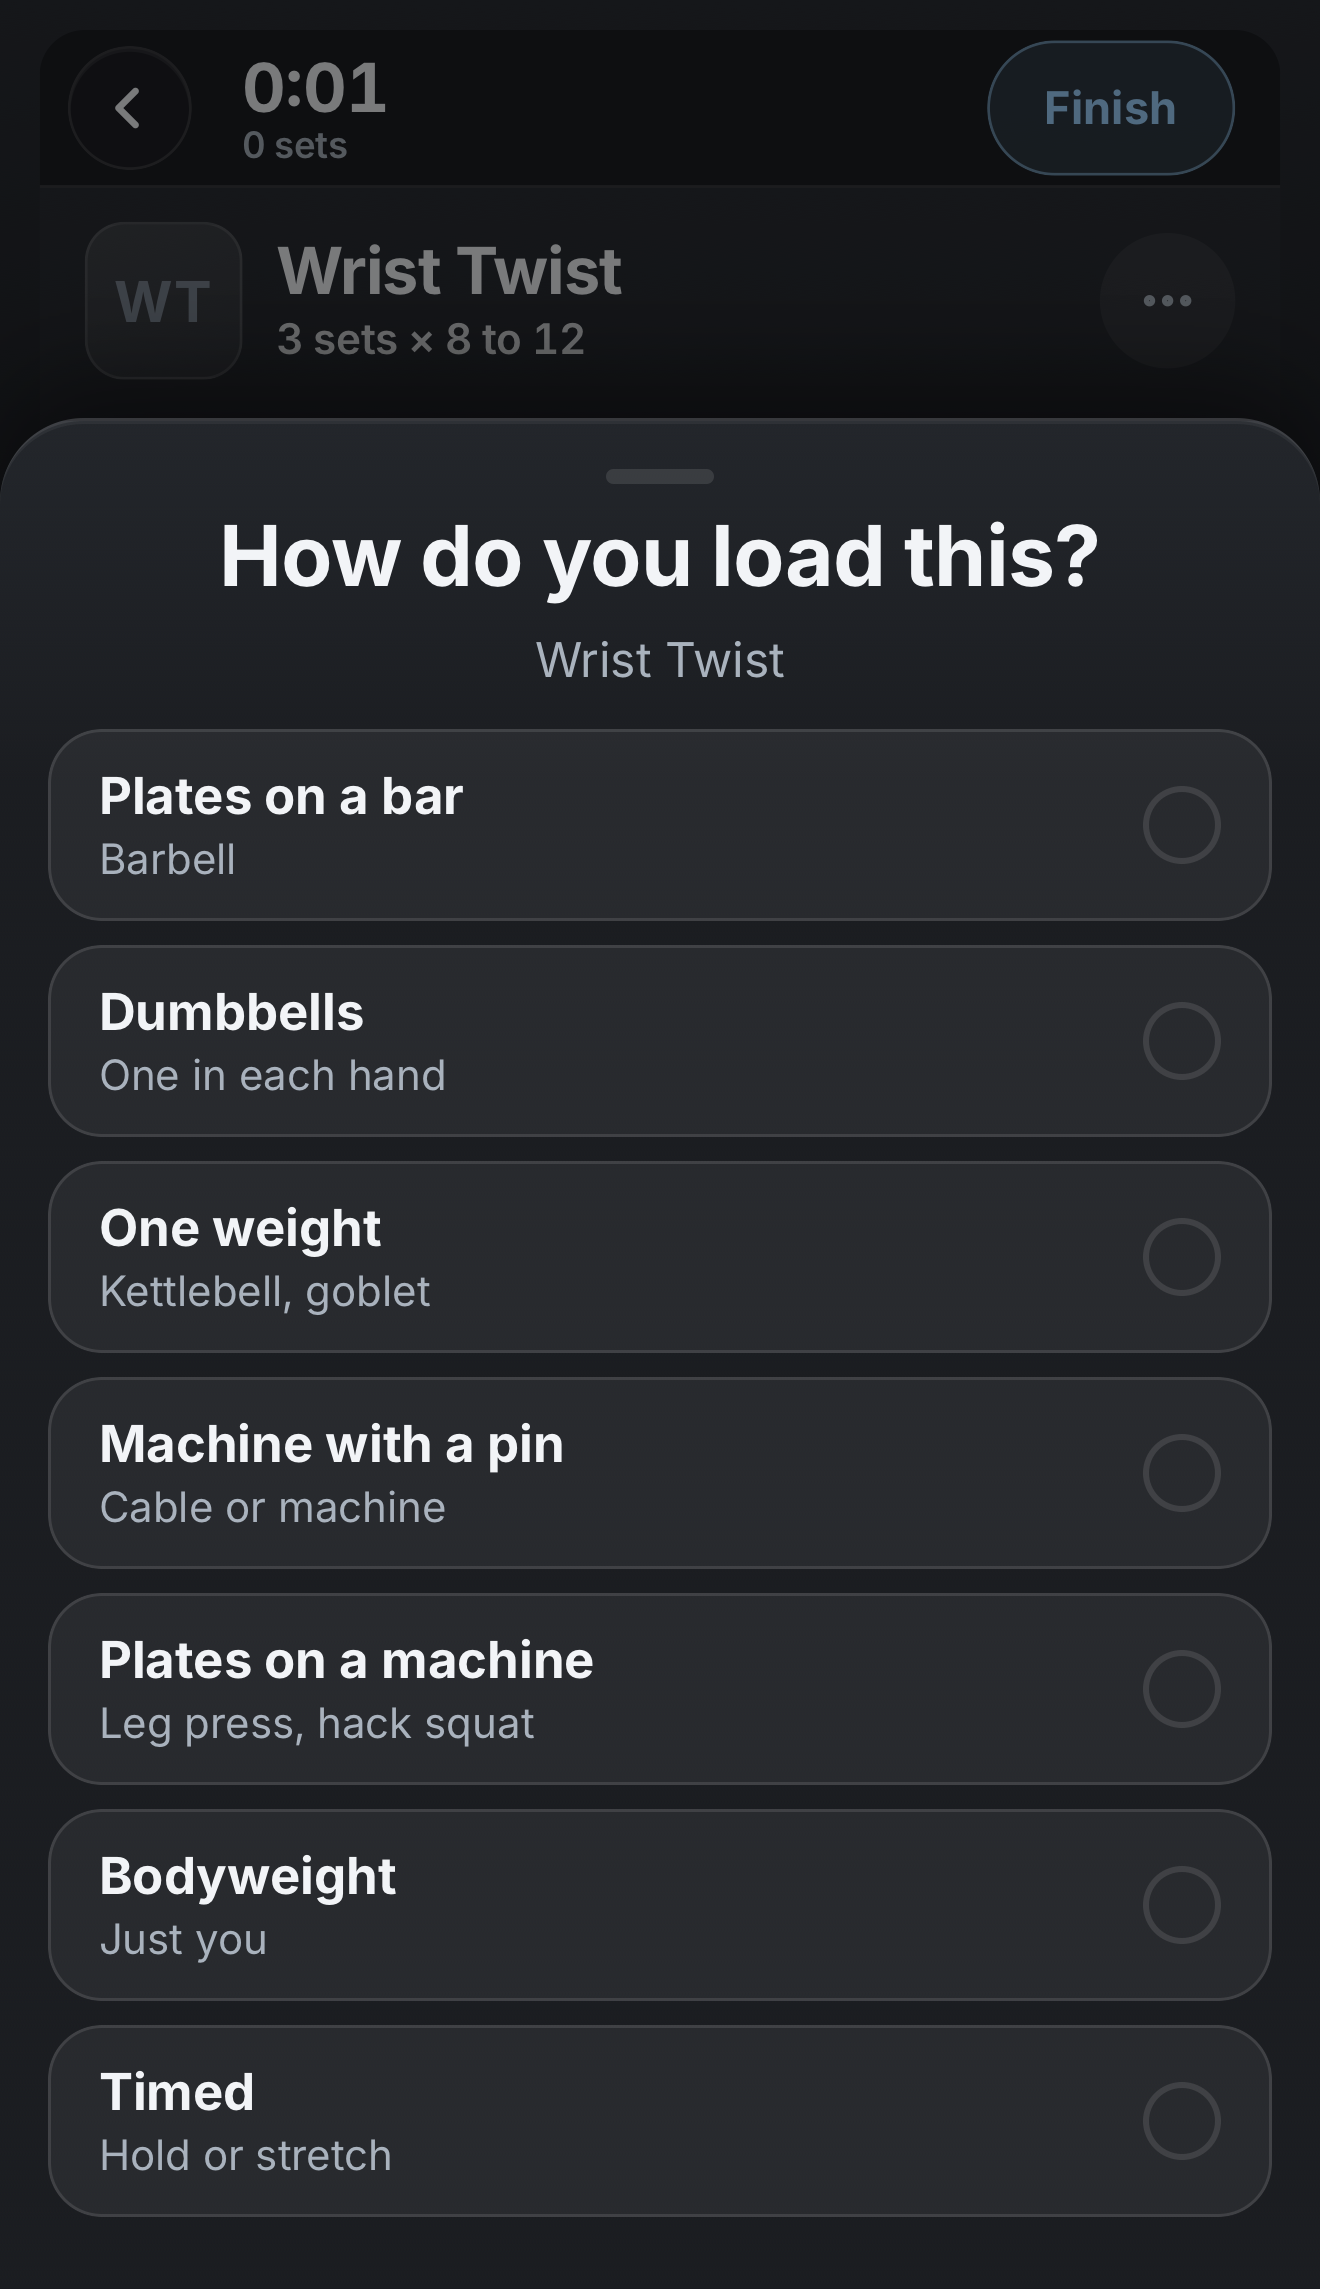 0:01
0 sets
Finish
WT
Wrist Twist
3 sets × 8 to 12
How do you load this?
Wrist Twist
Plates on a bar
Barbell
Dumbbells
One in each hand
One weight
Kettlebell, goblet
Machine with a pin
Cable or machine
Plates on a machine
Leg press, hack squat
Bodyweight
Just you
Timed
Hold or stretch